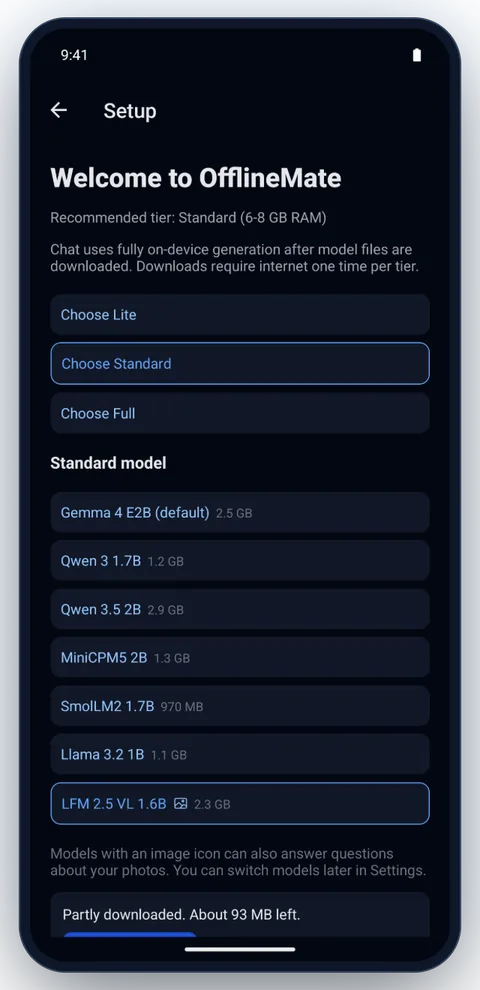 9:41
Setup
Welcome to OfflineMate
Recommended tier: Standard (6-8 GB RAM)
Chat uses fully on-device generation after model files are
downloaded. Downloads require internet one time per tier.
Choose Lite
Choose Standard
Choose Full
Standard model
Gemma 4 E2B (default) 2.5 GB
Qwen 3 1.7B 1.2 GB
Qwen 3.5 2B 2.9 GB
MiniCPM5 2B 1.3 GB
SmolLM2 1.7B 970 MB
Llama 3.2 1B 1.1 GB
LFM 2.5 VL 1.6B 2.3 GB
Models with an image icon can also answer questions
about your photos. You can switch models later in Settings.
Partly downloaded. About 93 MB left.